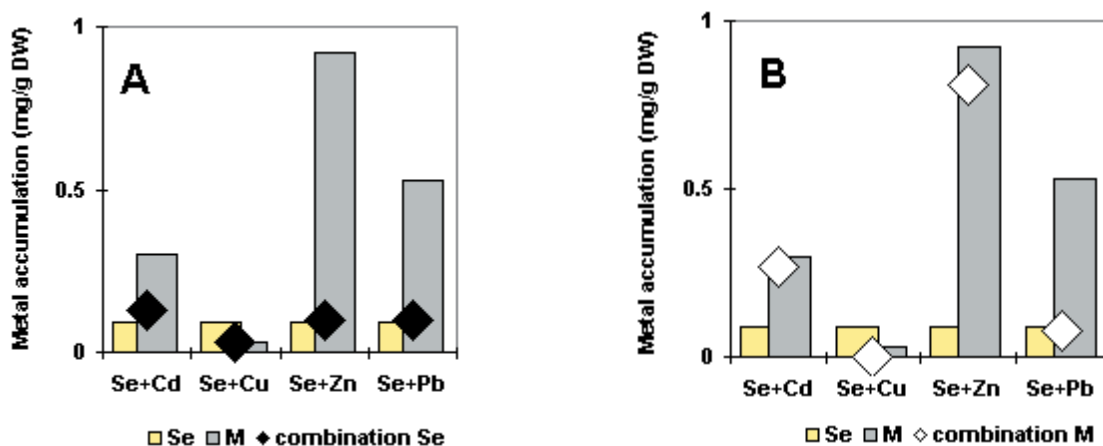 Metal accumulation (mg/g DW)
1
0.5
0
A
Se+Cd Se+Cu Se+Zn Se+Pb
Se M combination Se
Metal accumulation (mg/g DW)
1
0.5
0
B
Se+Cd Se+Cu Se+Zn Se+Pb
Se M combination M